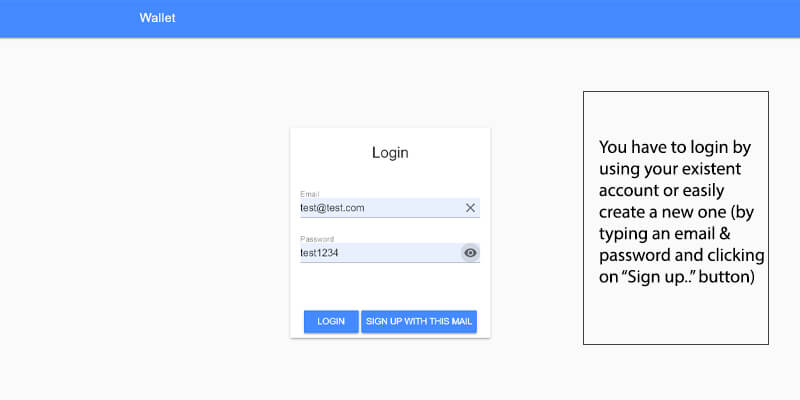 Wallet
Login
Email
test@test.com
Password
test1234
LOGIN
SIGN UP WITH THIS MAIL
You have to login by
using your existent
account or easily
create a new one (by
typing an email &
password and clicking
on “Sign up..” button)